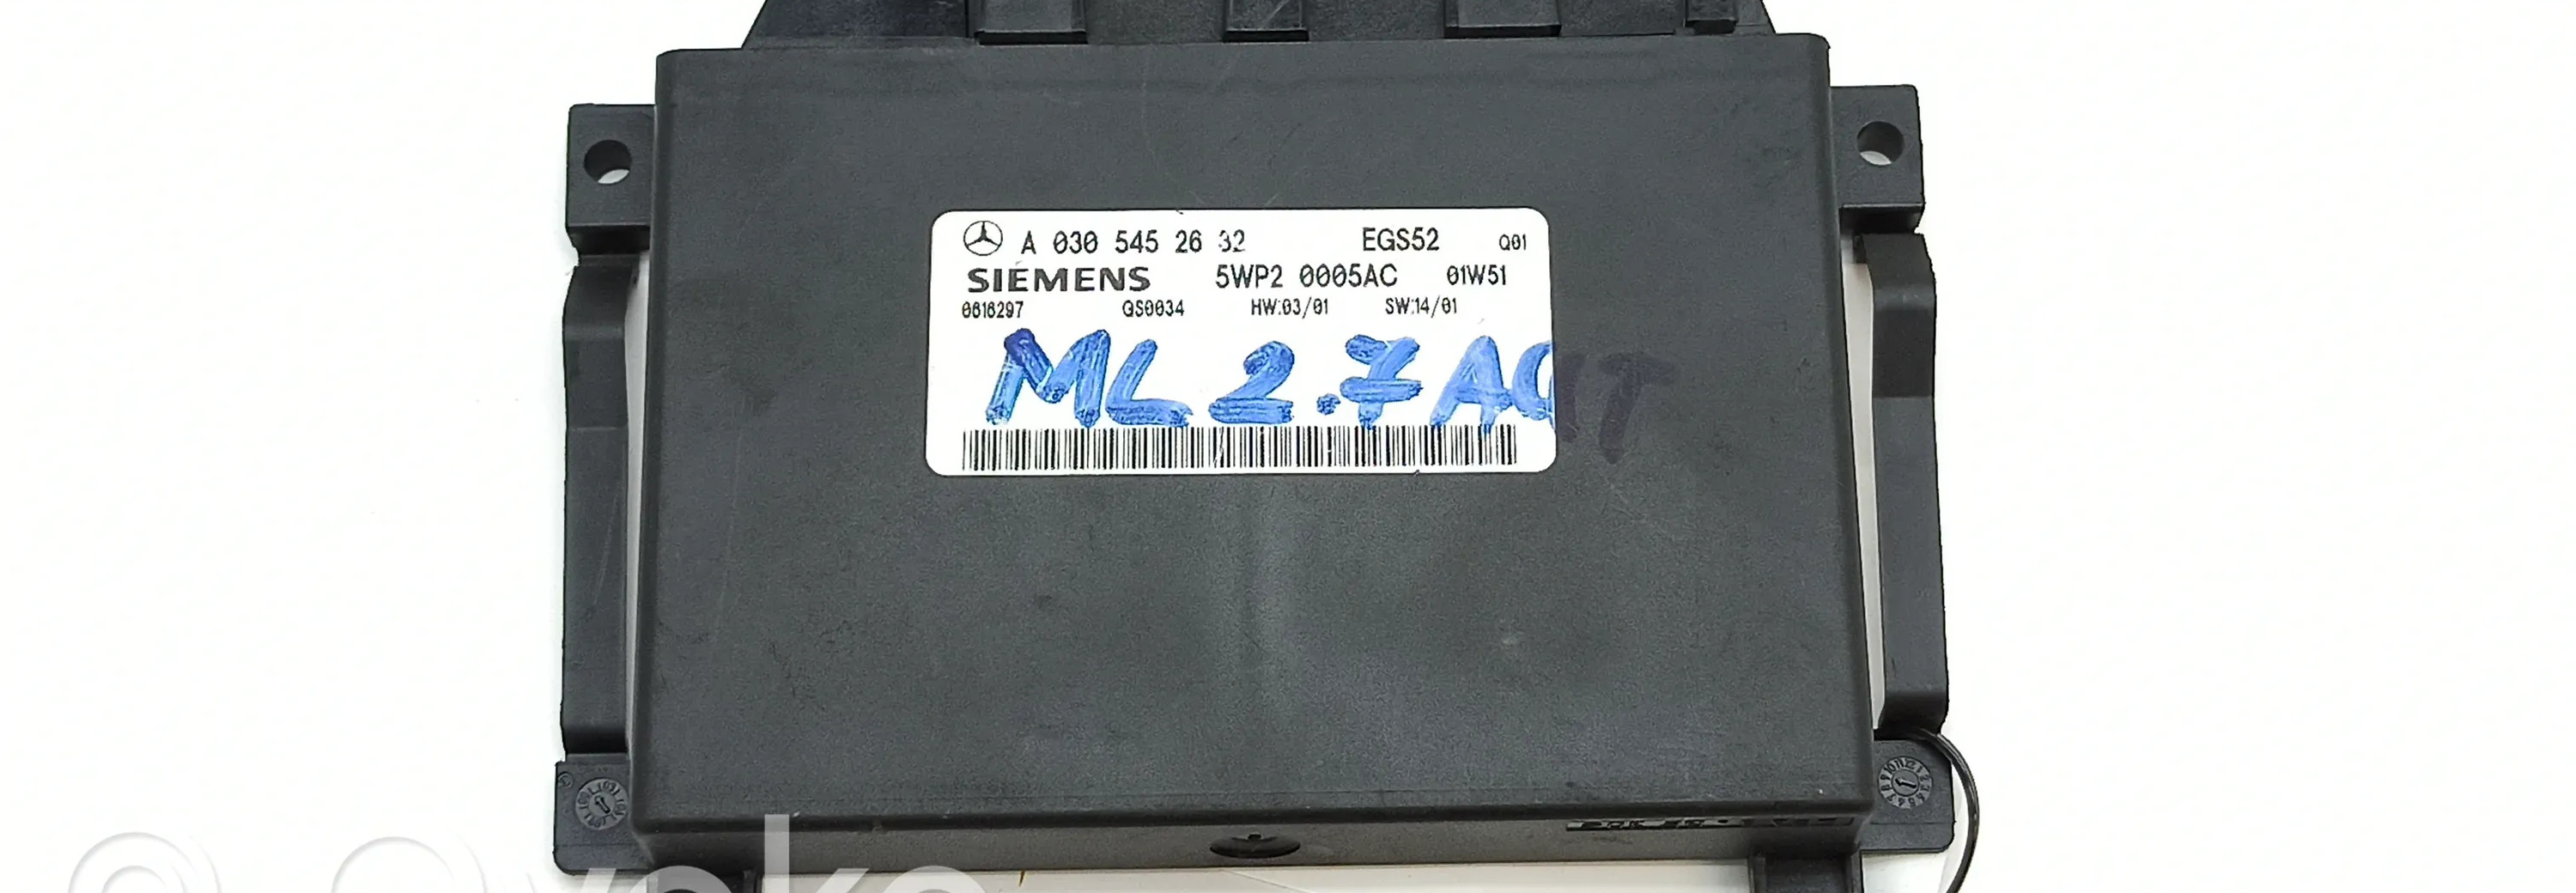 A 030 545 26 32 EGS52 Q01
SIEMENS 5WP2 0005AC 01W51
0616297 QS0034 HW:03/01 SW:14/01
ML 2.7 AUT